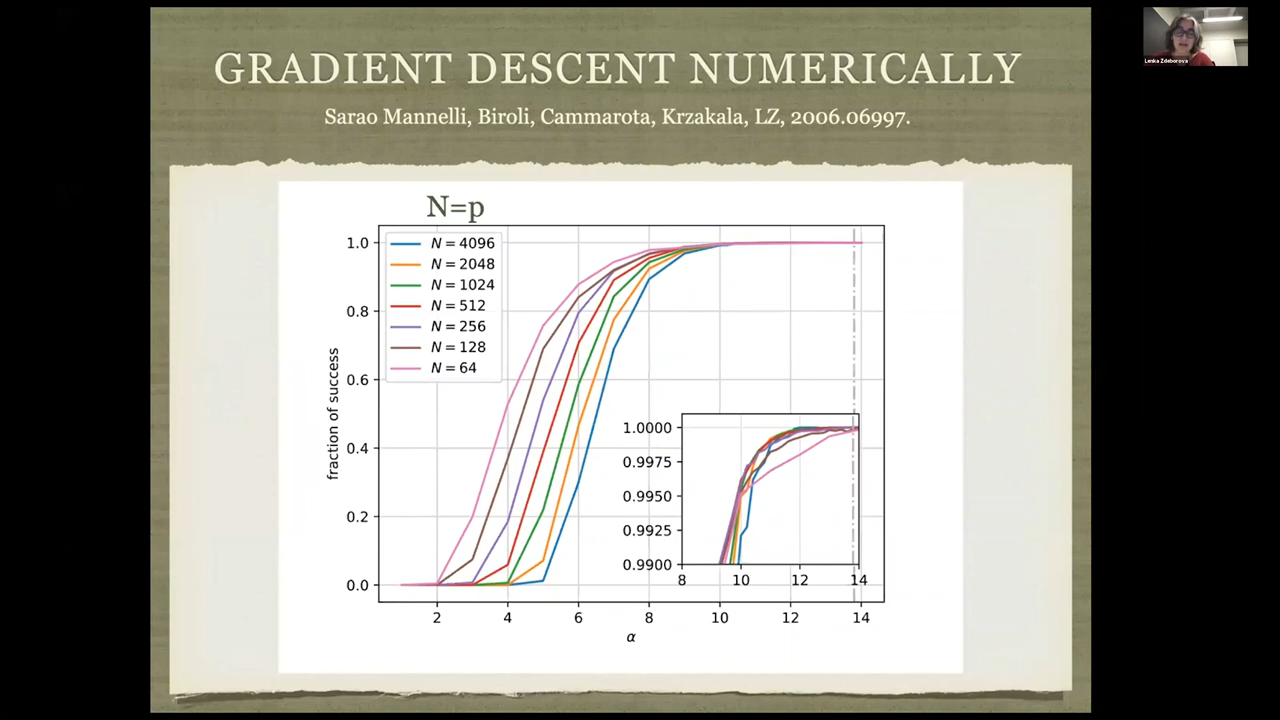 GRADIENT DESCENT NUMERICALLY
Sarao Mannelli, Biroli, Cammarota, Krzakala, LZ, 2006.06997.
Lenka Zdeborova
N=p
N = 4096
N = 2048
N = 1024
N = 512
N = 256
N = 128
N = 64
1.0
0.8
0.6
0.4
0.2
0.0
fraction of success
2 4 6 8 10 12 14
α
1.0000
0.9975
0.9950
0.9925
0.9900
8 10 12 14